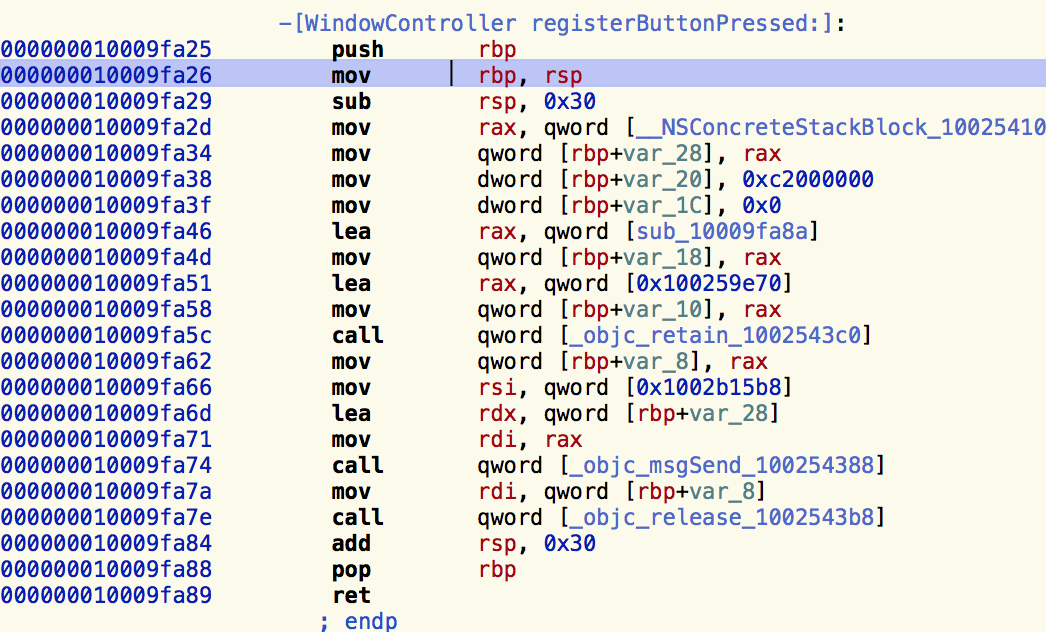 -[WindowController registerButtonPressed:]:
000000010009fa25 push rbp
000000010009fa26 mov rbp, rsp
000000010009fa29 sub rsp, 0x30
000000010009fa2d mov rax, qword [__NSConcreteStackBlock_10025410
000000010009fa34 mov qword [rbp+var_28], rax
000000010009fa38 mov dword [rbp+var_20], 0xc2000000
000000010009fa3f mov dword [rbp+var_1C], 0x0
000000010009fa46 lea rax, qword [sub_10009fa8a]
000000010009fa4d mov qword [rbp+var_18], rax
000000010009fa51 lea rax, qword [0x100259e70]
000000010009fa58 mov qword [rbp+var_10], rax
000000010009fa5c call qword [_objc_retain_1002543c0]
000000010009fa62 mov qword [rbp+var_8], rax
000000010009fa66 mov rsi, qword [0x1002b15b8]
000000010009fa6d lea rdx, qword [rbp+var_28]
000000010009fa71 mov rdi, rax
000000010009fa74 call qword [_objc_msgSend_100254388]
000000010009fa7a mov rdi, qword [rbp+var_8]
000000010009fa7e call qword [_objc_release_1002543b8]
000000010009fa84 add rsp, 0x30
000000010009fa88 pop rbp
000000010009fa89 ret
; endp